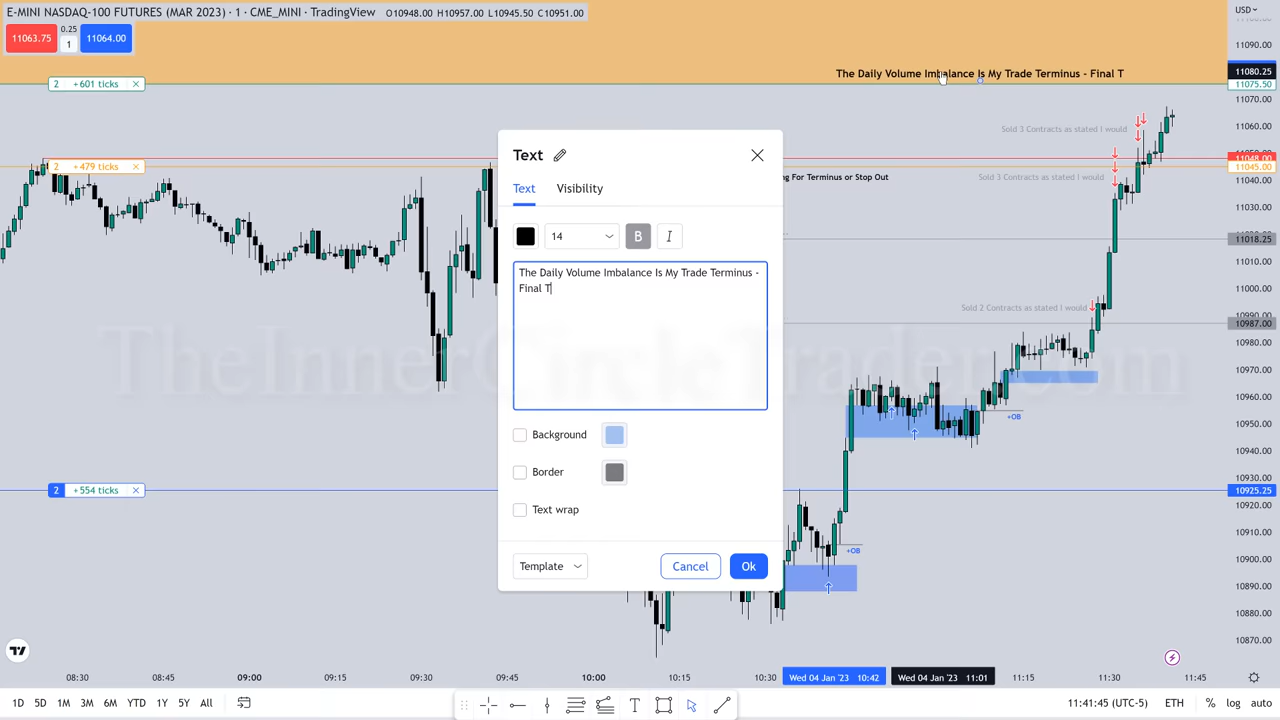 E-MINI NASDAQ-100 FUTURES (MAR 2023) · 1 · CME_MINI · TradingView O10948.00 H10957.00 L10945.50 C10951.00
USD
11063.75 0.25 1 11064.00
11090.00
The Daily Volume Imbalance Is My Trade Terminus - Final T
11080.25
2 +601 ticks
11075.50
11070.00
Sold 3 Contracts as stated I would
11060.00
2 +479 ticks
11048.00
11045.00
ng For Terminus or Stop Out
Sold 3 Contracts as stated I would
11040.00
11030.00
11018.25
11010.00
11000.00
Sold 2 Contracts as stated I would
10987.00
10980.00
10970.00
10960.00
+OB
10950.00
10940.00
10930.00
2 +554 ticks
10925.25
10920.00
10910.00
+OB
10900.00
10890.00
10880.00
10870.00
Text
Text Visibility
14 B I
The Daily Volume Imbalance Is My Trade Terminus -
Final T
Background
Border
Text wrap
Template Cancel Ok
TheInnerCircleTrader.com
08:30 08:45 09:00 09:15 09:30 09:45 10:00 10:15 10:30 Wed 04 Jan '23 10:42 Wed 04 Jan '23 11:01 11:15 11:30 11:45
1D 5D 1M 3M 6M YTD 1Y 5Y All
11:41:45 (UTC-5) ETH % log auto